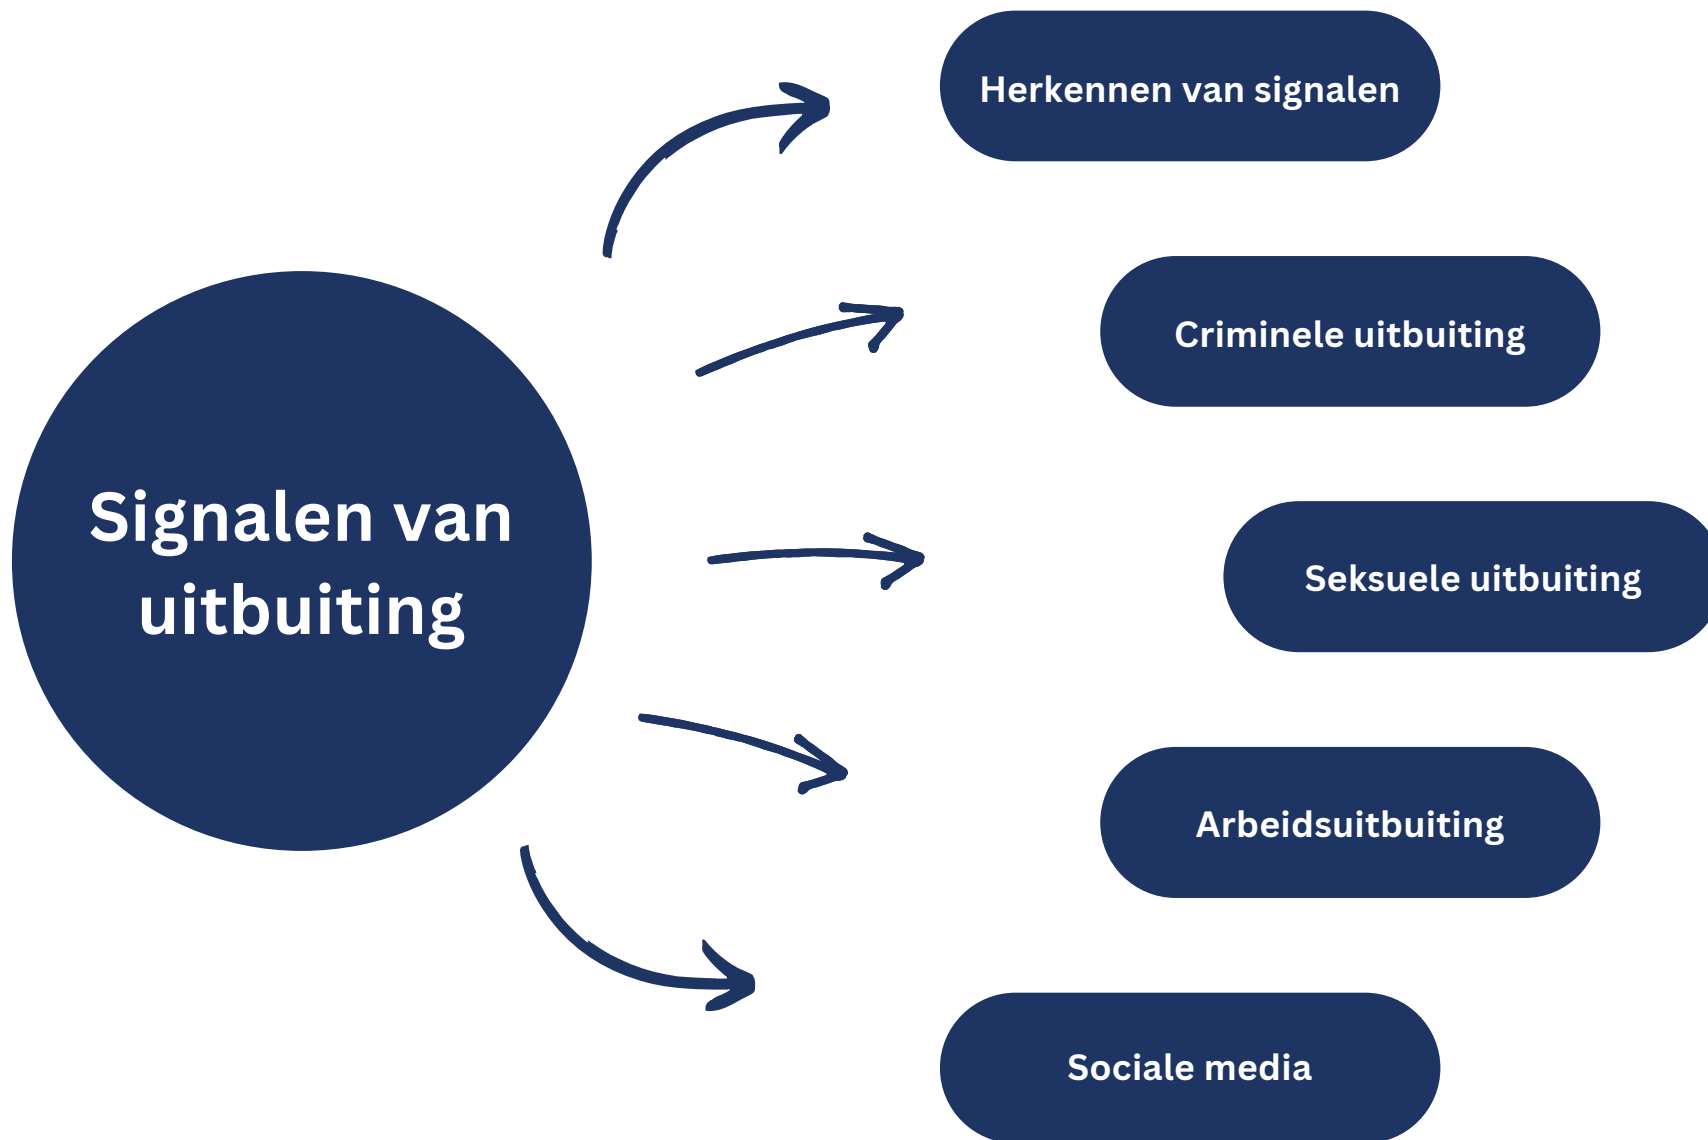 Signalen van
uitbuiting
Herkennen van signalen
Criminele uitbuiting
Seksuele uitbuiting
Arbeidsuitbuiting
Sociale media